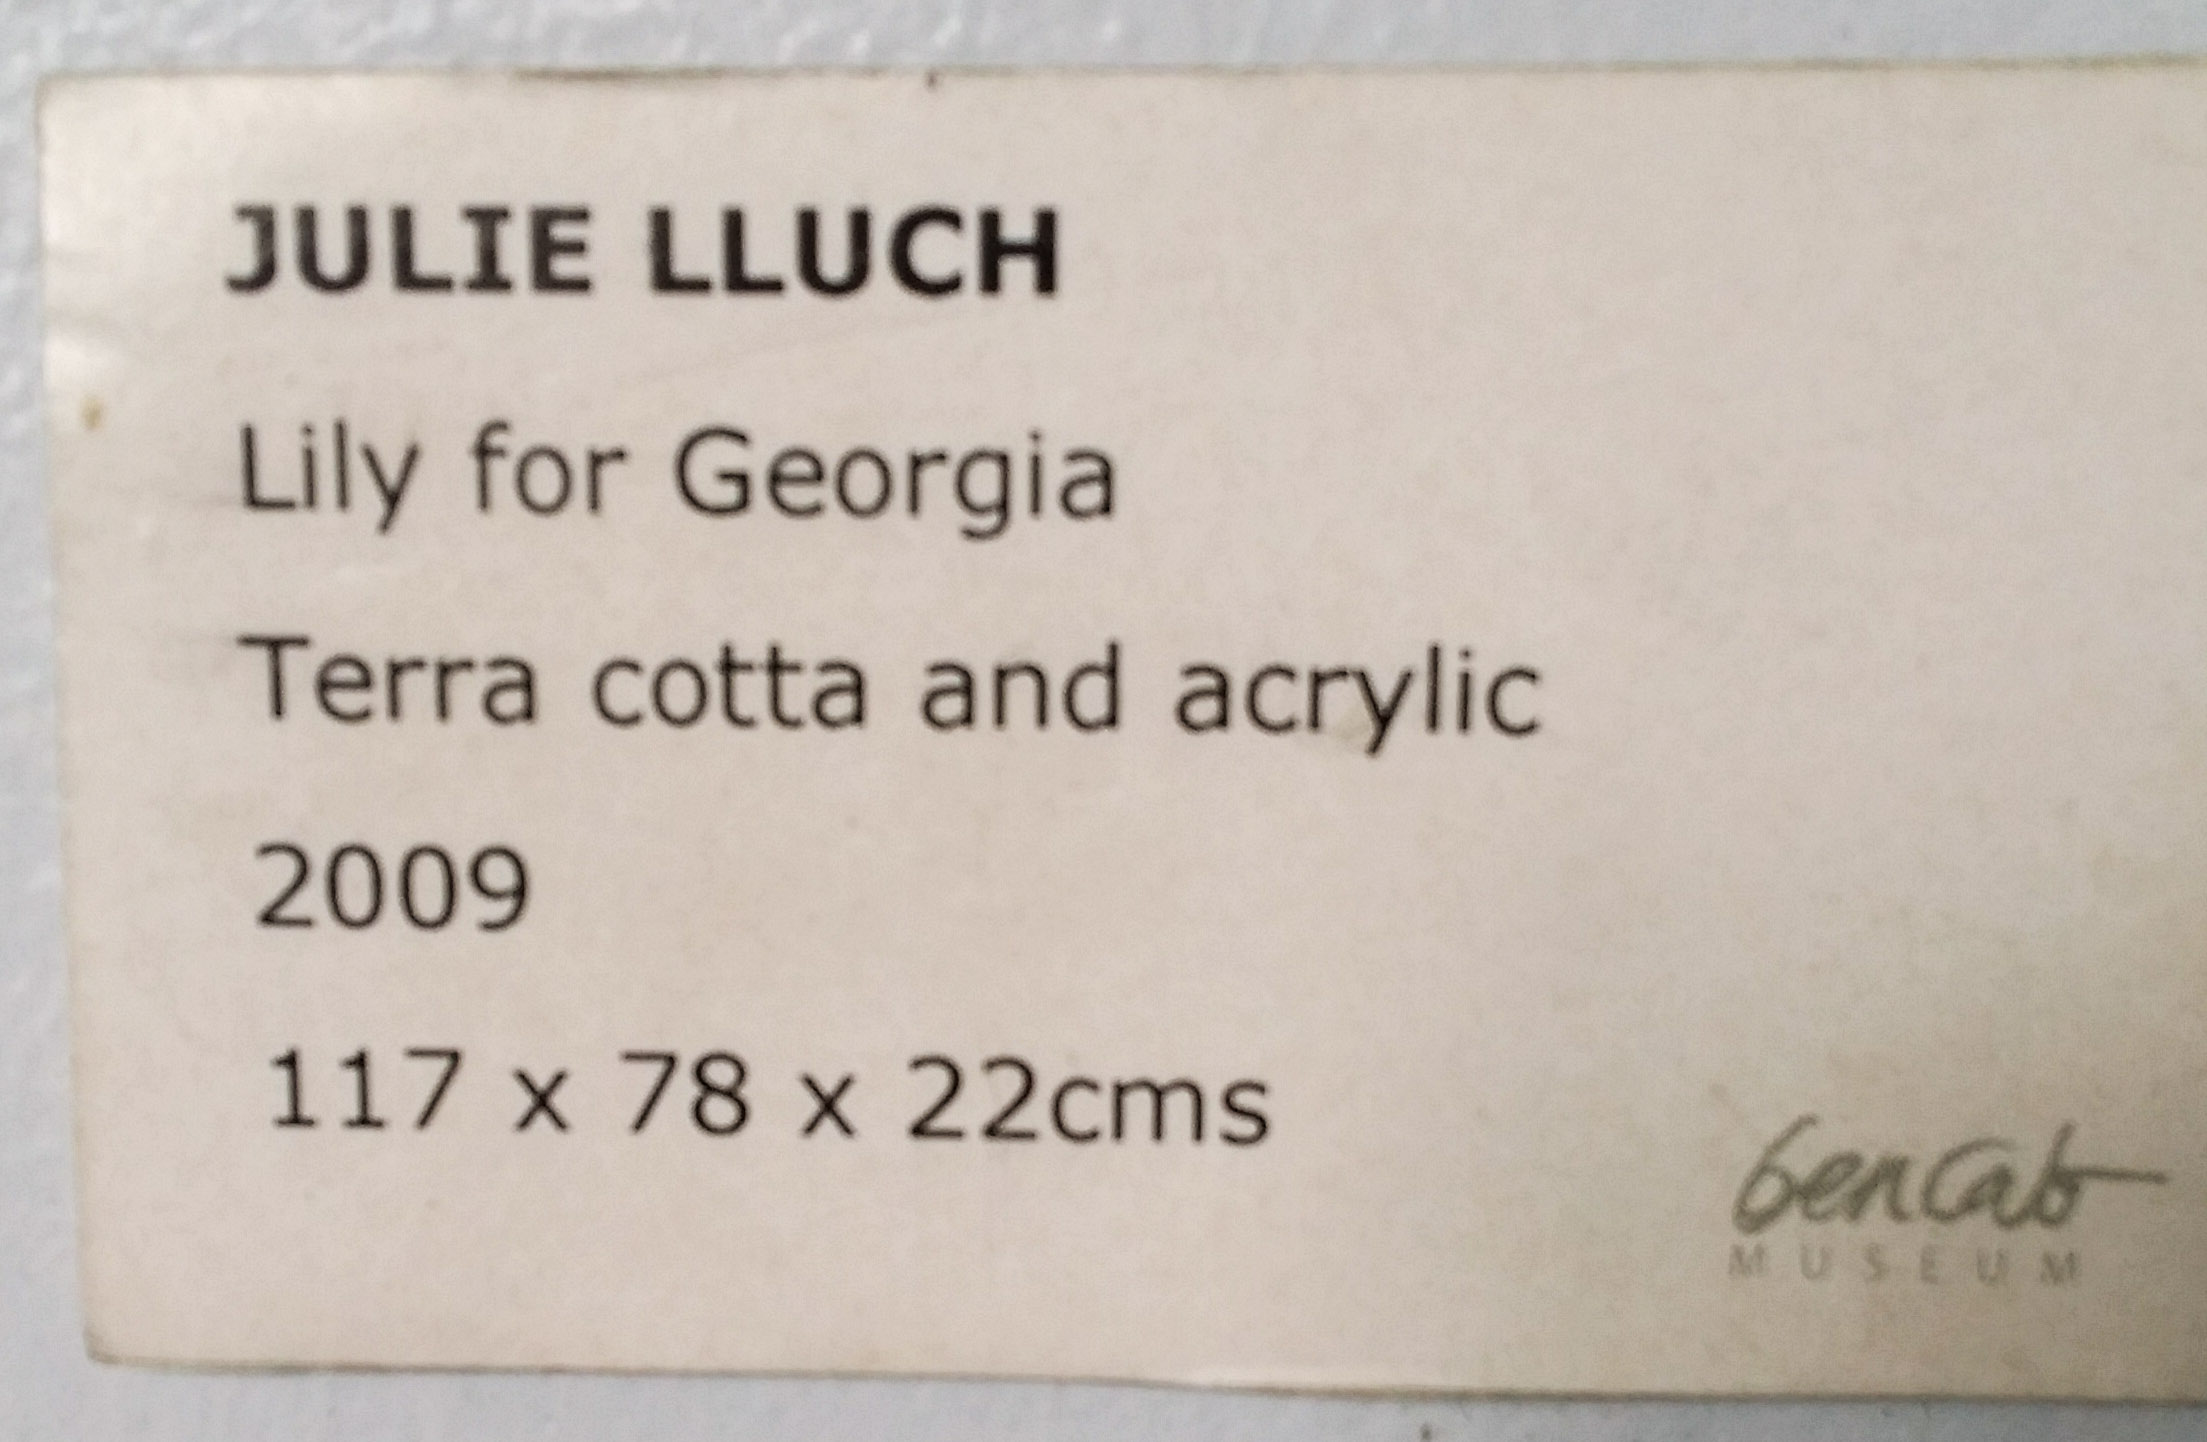 JULIE LLUCH
Lily for Georgia
Terra cotta and acrylic
2009
117 x 78 x 22cms
bencab
MUSEUM